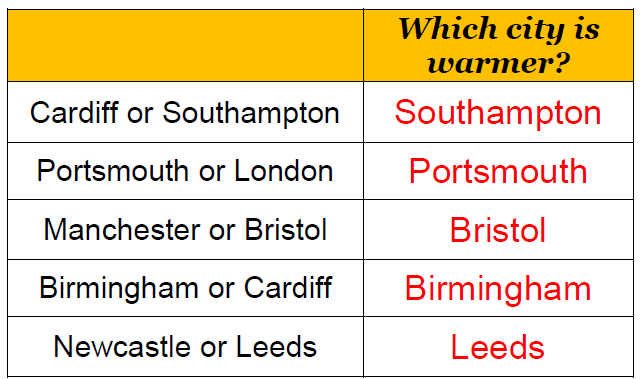 Which city is
warmer?
Cardiff or Southampton
Southampton
Portsmouth or London
Portsmouth
Manchester or Bristol
Bristol
Birmingham or Cardiff
Birmingham
Newcastle or Leeds
Leeds